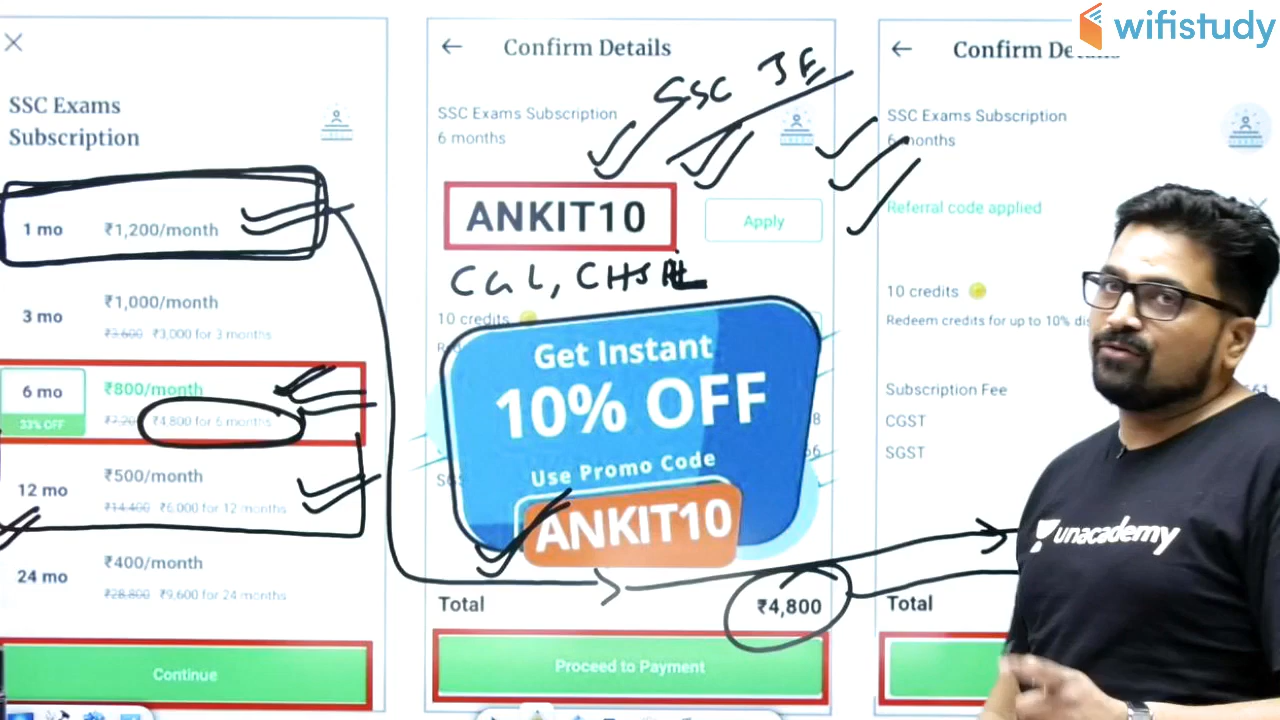 wifistudy
SSC Exams
Subscription
1 mo
₹1,200/month
3 mo
₹1,000/month
₹3,600 ₹3,000 for 3 months
6 mo
33% OFF
₹800/month
₹7,200 ₹4,800 for 6 months
12 mo
₹500/month
₹14,400 ₹6,000 for 12 months
24 mo
₹400/month
₹28,800 ₹9,600 for 24 months
Continue
Confirm Details
SSC JE
SSC Exams Subscription
6 months
ANKIT10
Apply
CGL, CHSL
10 credits
Get Instant
10% OFF
Use Promo Code
ANKIT10
Total
₹4,800
Proceed to Payment
Confirm De
SSC Exams Subscription
6 months
Referral code applied
10 credits
Redeem credits for up to 10%
Subscription Fee
CGST
SGST
Total
unacademy